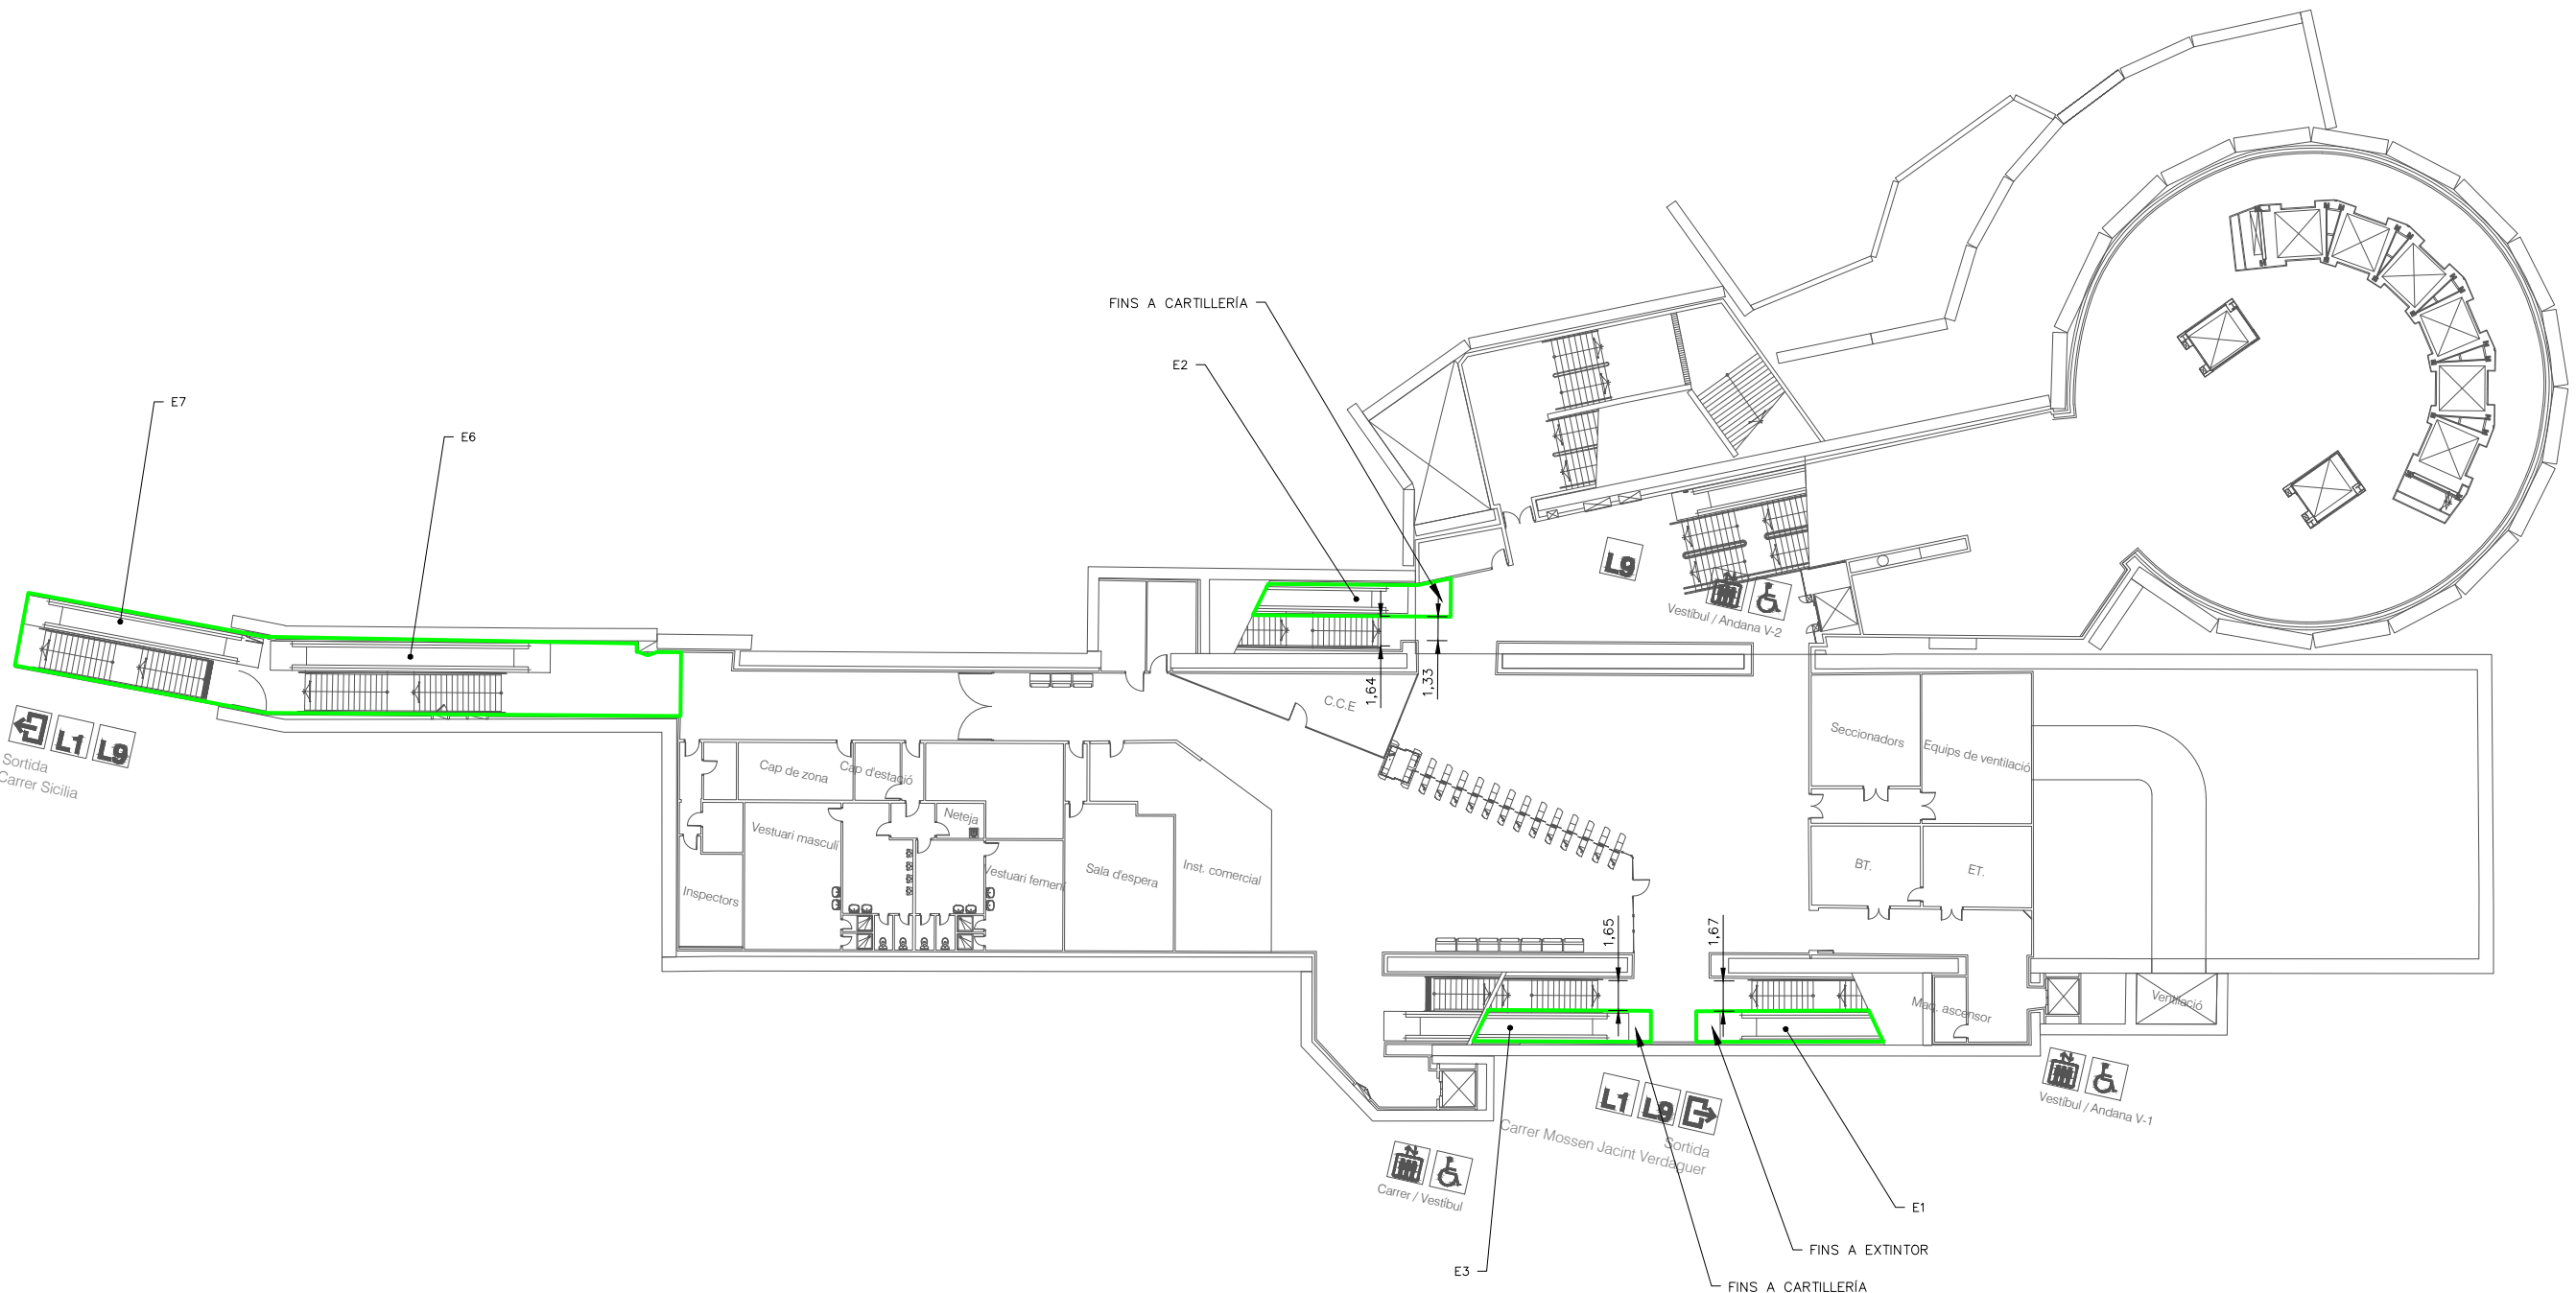 FINS A CARTILLERÍA
E2
E7
E6
L9
Vestíbul / Andana V-2
1,64
1,33
C.C.E
L1 L9
Sortida
Carrer Sicilia
Cap de zona
Cap d'estació
Neteja
Vestuari masculí
Vestuari femení
Inspectors
Sala d'espera
Inst. comercial
Seccionadors
Equips de ventilació
BT.
ET.
1,65
1,67
Maq. ascensor
Ventilació
L1 L9
Sortida
Carrer Mossen Jacint Verdaguer
Vestíbul / Andana V-1
Carrer / Vestíbul
E1
FINS A EXTINTOR
E3
FINS A CARTILLERÍA